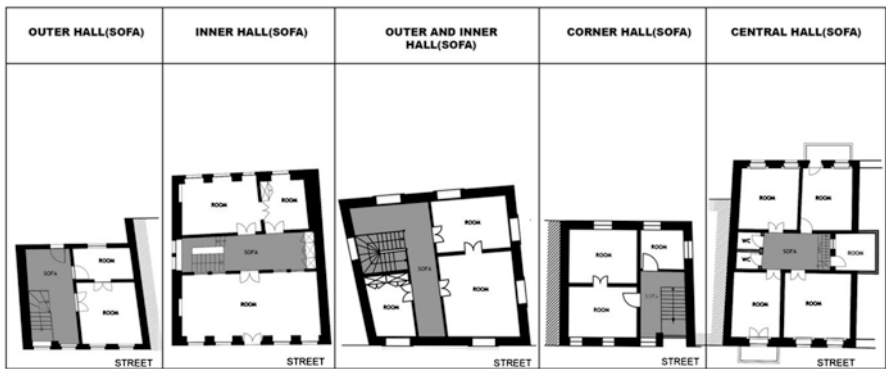 OUTER HALL(SOFA)
INNER HALL(SOFA)
OUTER AND INNER
HALL(SOFA)
CORNER HALL(SOFA)
CENTRAL HALL(SOFA)
SOFA
ROOM
ROOM
STREET
ROOM
ROOM
SOFA
ROOM
STREET
ROOM
SOFA
ROOM
ROOM
STREET
ROOM
ROOM
ROOM
SOFA
STREET
ROOM
ROOM
WC
WC
SOFA
ROOM
ROOM
ROOM
STREET